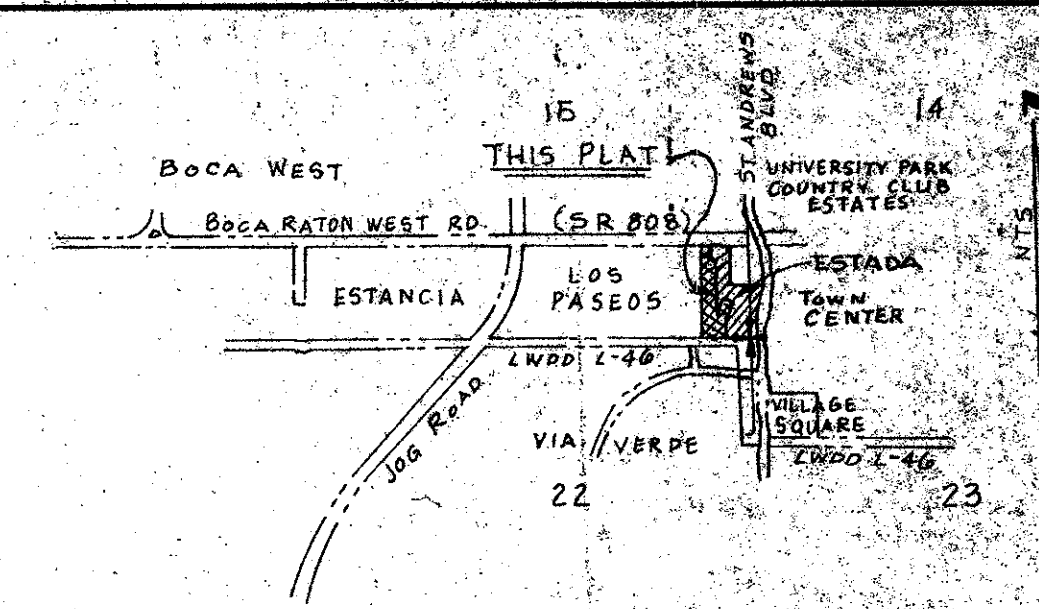 15
14
ST. ANDREWS
BLVD.
BOCA WEST
THIS PLAT
UNIVERSITY PARK
COUNTRY CLUB
ESTATES
NTS
BOCA RATON WEST RD.
(SR 808)
ESTADA
ESTANCIA
LOS
PASEOS
TOWN
CENTER
LWDD L-46
JOG ROAD
VIA VERDE
VILLAGE
SQUARE
LWDD L-46
22
23